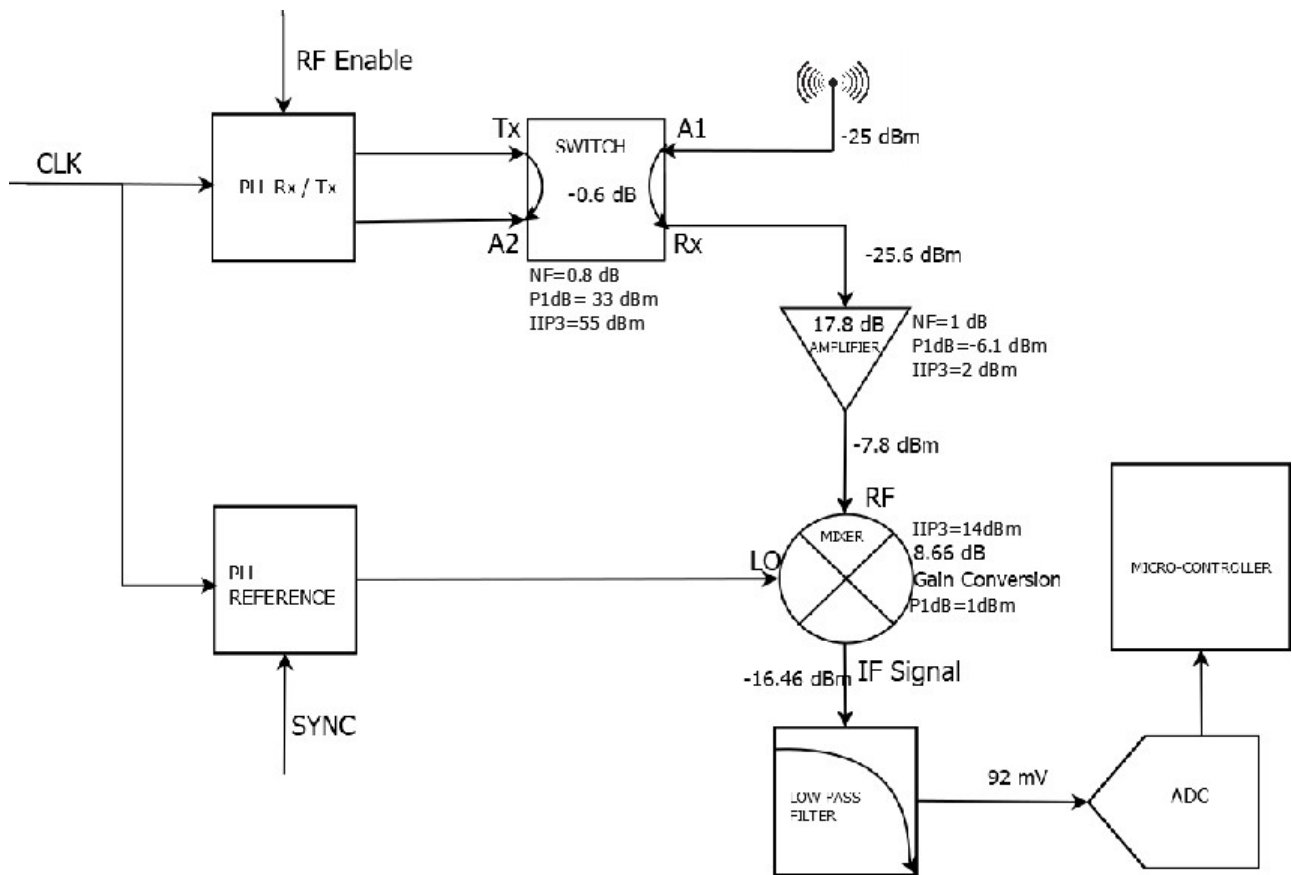 RF Enable
CLK
PLL Rx / Tx
Tx
SWITCH
A1
-25 dBm
-0.6 dB
A2
Rx
NF=0.8 dB
P1dB= 33 dBm
IIP3=55 dBm
-25.6 dBm
17.8 dB
AMPLIFIER
NF=1 dB
P1dB=-6.1 dBm
IIP3=2 dBm
-7.8 dBm
RF
MIXER
LO
IIP3=14dBm
8.66 dB
Gain Conversion
P1dB=1dBm
PLL
REFERENCE
SYNC
-16.46 dBm
IF Signal
LOW PASS
FILTER
92 mV
ADC
MICRO-CONTROLLER